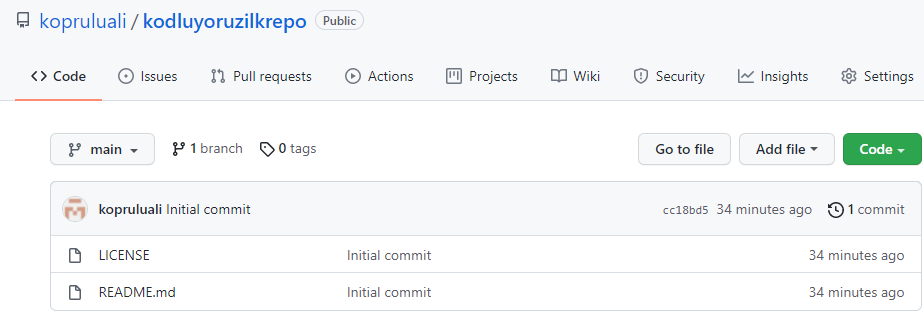 kopruluali / kodluyoruzilkrepo Public
Code Issues Pull requests Actions Projects Wiki Security Insights Settings
main 1 branch 0 tags Go to file Add file Code
kopruluali Initial commit cc18bd5 34 minutes ago 1 commit
LICENSE Initial commit 34 minutes ago
README.md Initial commit 34 minutes ago